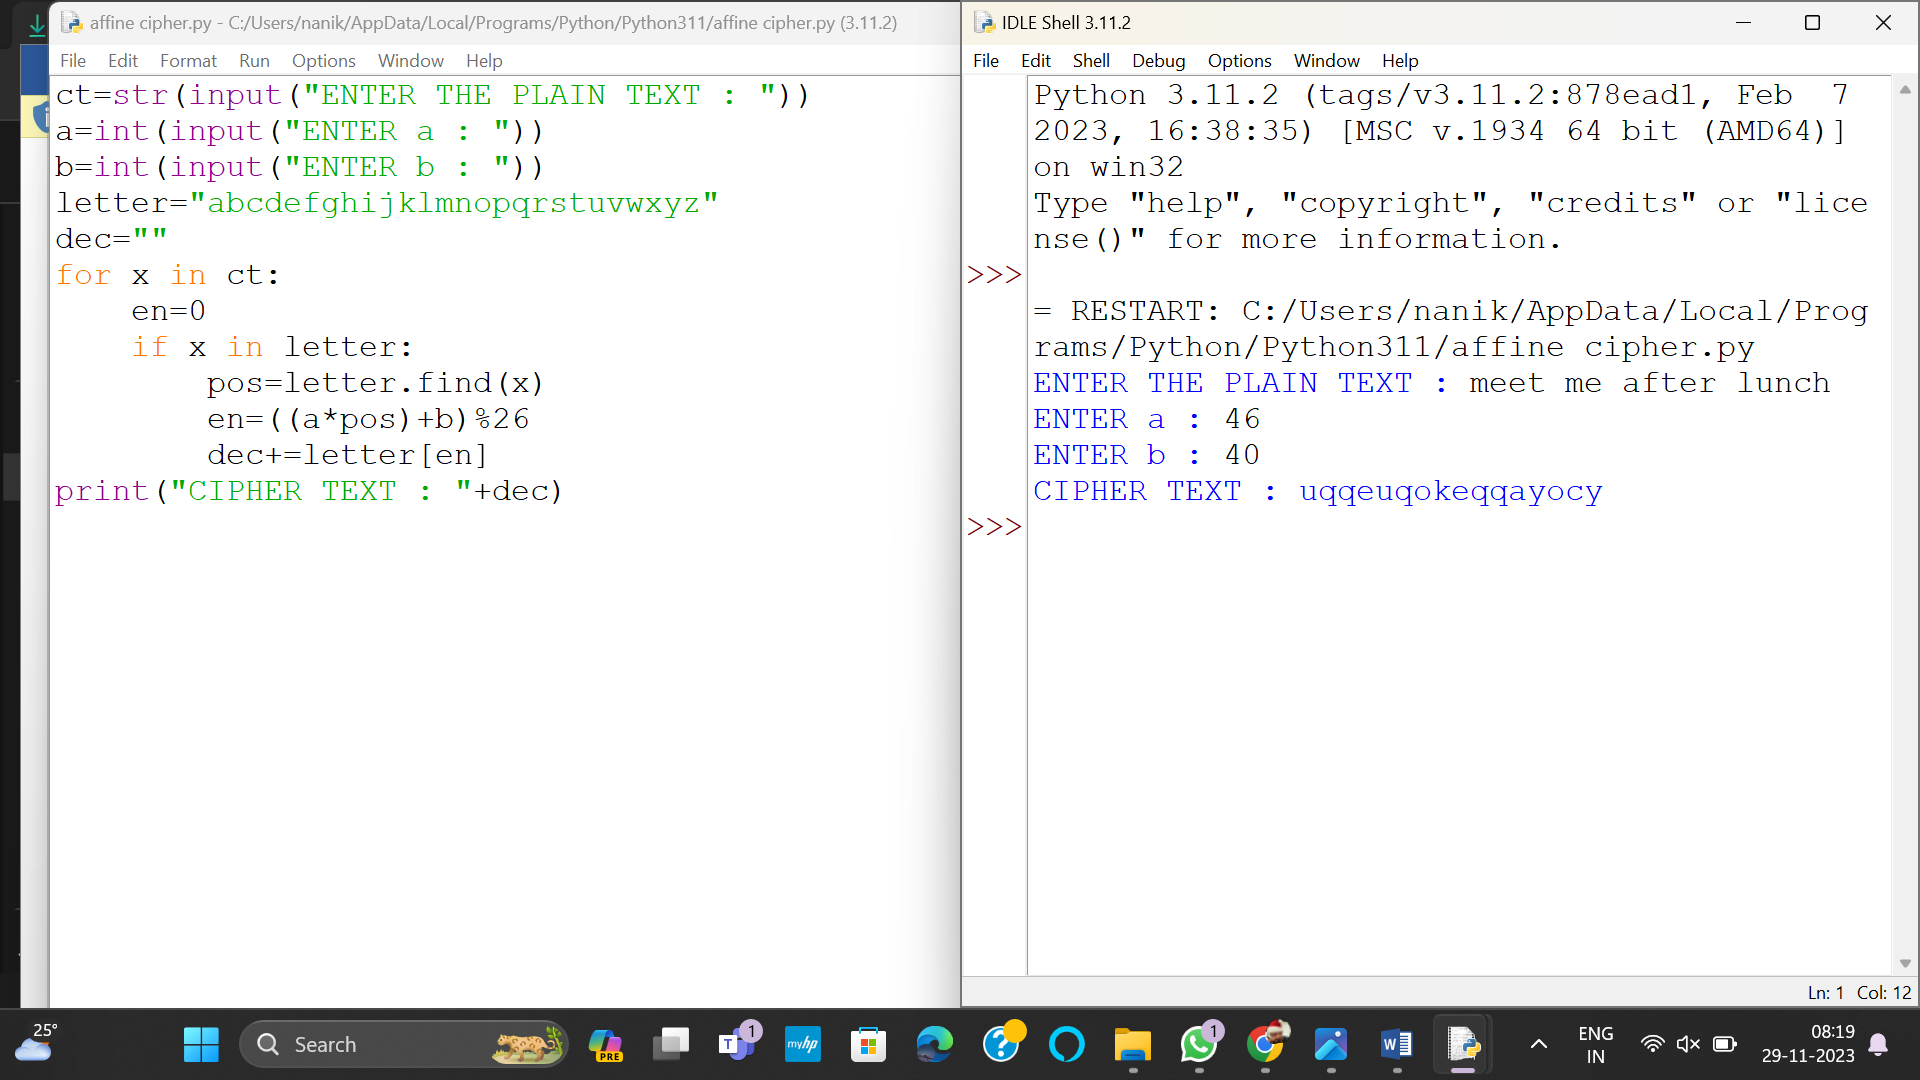 affine cipher.py - C:/Users/nanik/AppData/Local/Programs/Python/Python311/affine cipher.py (3.11.2)
File Edit Format Run Options Window Help
ct=str(input("ENTER THE PLAIN TEXT : "))
a=int(input("ENTER a : "))
b=int(input("ENTER b : "))
letter="abcdefghijklmnopqrstuvwxyz"
dec=""
for x in ct:
    en=0
    if x in letter:
        pos=letter.find(x)
        en=((a*pos)+b)%26
        dec+=letter[en]
print("CIPHER TEXT : "+dec)
IDLE Shell 3.11.2
File Edit Shell Debug Options Window Help
Python 3.11.2 (tags/v3.11.2:878ead1, Feb  7
2023, 16:38:35) [MSC v.1934 64 bit (AMD64)]
on win32
Type "help", "copyright", "credits" or "lice
nse()" for more information.
>>>
= RESTART: C:/Users/nanik/AppData/Local/Prog
rams/Python/Python311/affine cipher.py
ENTER THE PLAIN TEXT : meet me after lunch
ENTER a : 46
ENTER b : 40
CIPHER TEXT : uqqeuqokeqqayocy
>>>
Ln: 1 Col: 12
25°
Search
PRE
T 1
myhp
?
1
W
ENG
IN
08:19
29-11-2023